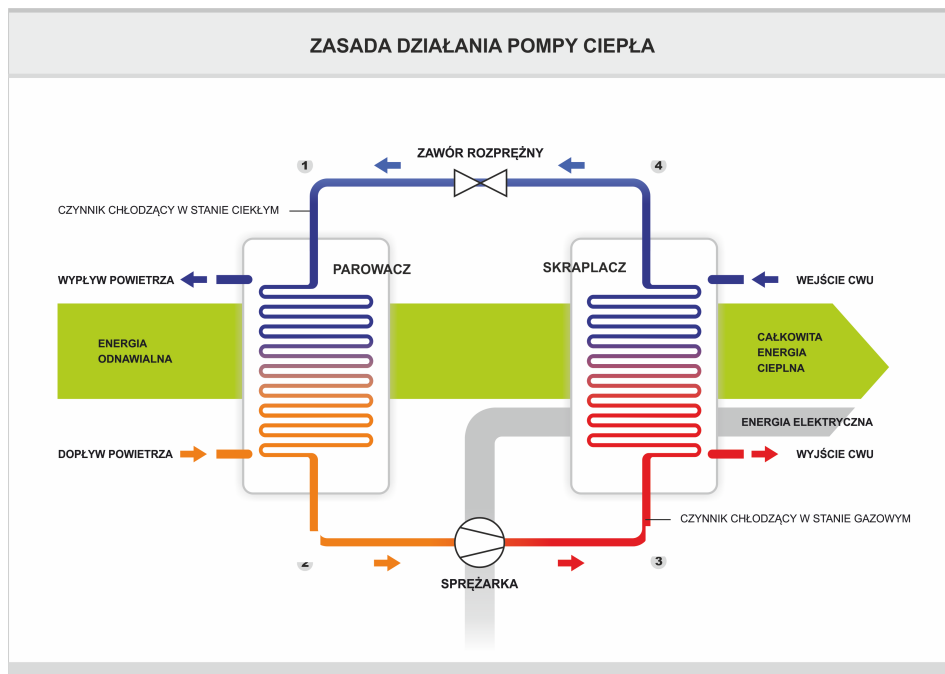 ZASADA DZIAŁANIA POMPY CIEPŁA
ZAWÓR ROZPRĘŻNY
1
4
CZYNNIK CHŁODZĄCY W STANIE CIEKŁYM
PAROWACZ
SKRAPLACZ
WYPŁYW POWIETRZA
WEJŚCIE CWU
ENERGIA
ODNAWIALNA
CAŁKOWITA
ENERGIA
CIEPLNA
ENERGIA ELEKTRYCZNA
DOPŁYW POWIETRZA
WYJŚCIE CWU
CZYNNIK CHŁODZĄCY W STANIE GAZOWYM
2
3
SPRĘŻARKA